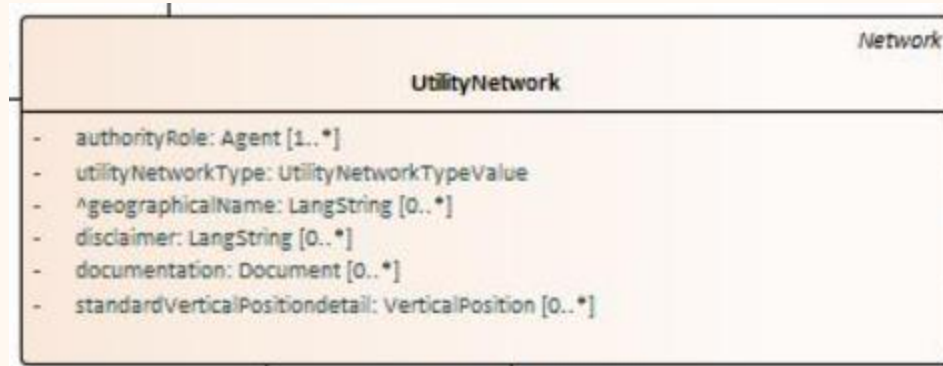 Network
UtilityNetwork
- authorityRole: Agent [1..*]
- utilityNetworkType: UtilityNetworkTypeValue
- ^geographicalName: LangString [0..*]
- disclaimer: LangString [0..*]
- documentation: Document [0..*]
- standardVerticalPositiondetail: VerticalPosition [0..*]